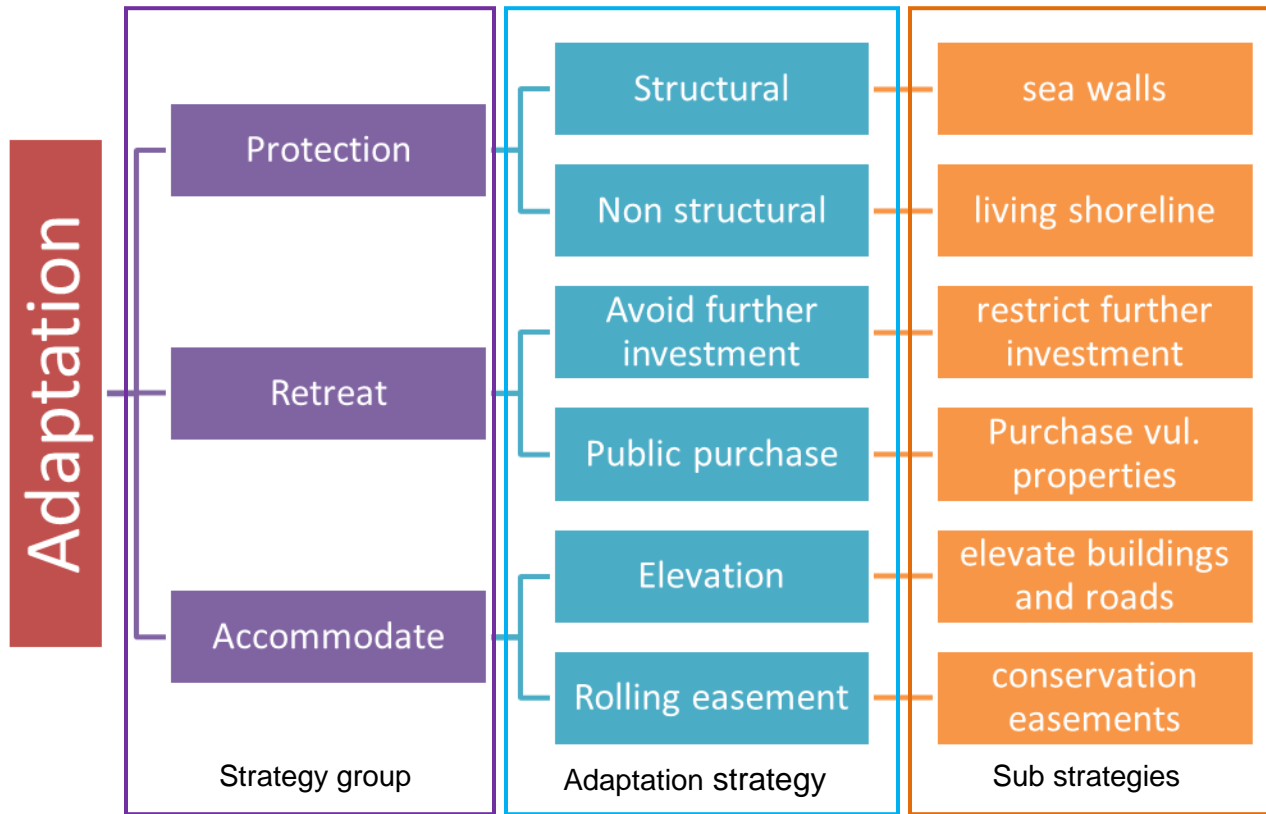 Adaptation
Protection
Retreat
Accommodate
Strategy group
Structural
Non structural
Avoid further
investment
Public purchase
Elevation
Rolling easement
Adaptation strategy
sea walls
living shoreline
restrict further
investment
Purchase vul.
properties
elevate buildings
and roads
conservation
easements
Sub strategies